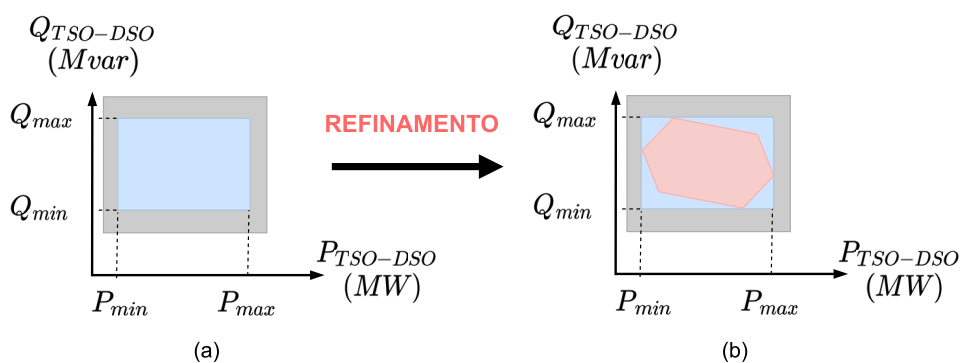 Q_{TSO-DSO}
(Mvar)
Q_{max}
Q_{min}
P_{min}
P_{max}
P_{TSO-DSO}
(MW)
(a)
REFINAMENTO
Q_{TSO-DSO}
(Mvar)
Q_{max}
Q_{min}
P_{min}
P_{max}
P_{TSO-DSO}
(MW)
(b)